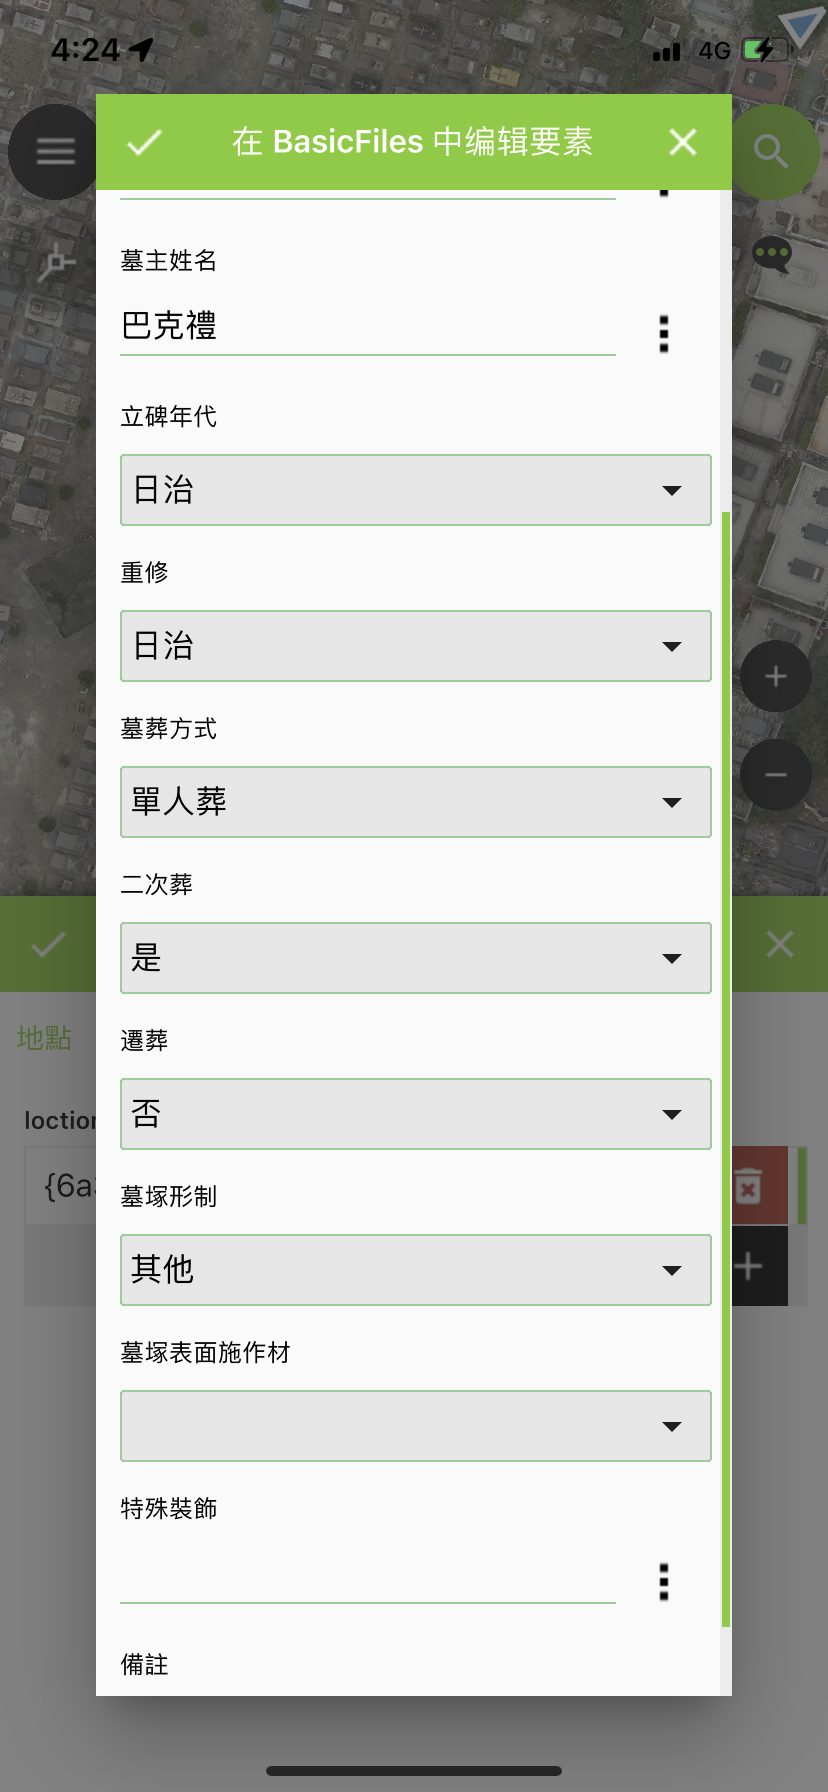 4:24
4G
在 BasicFiles 中编辑要素
墓主姓名
巴克禮
立碑年代
日治
重修
日治
墓葬方式
單人葬
二次葬
是
遷葬
否
墓塚形制
其他
墓塚表面施作材
特殊裝飾
備註
地點
loction
{6a